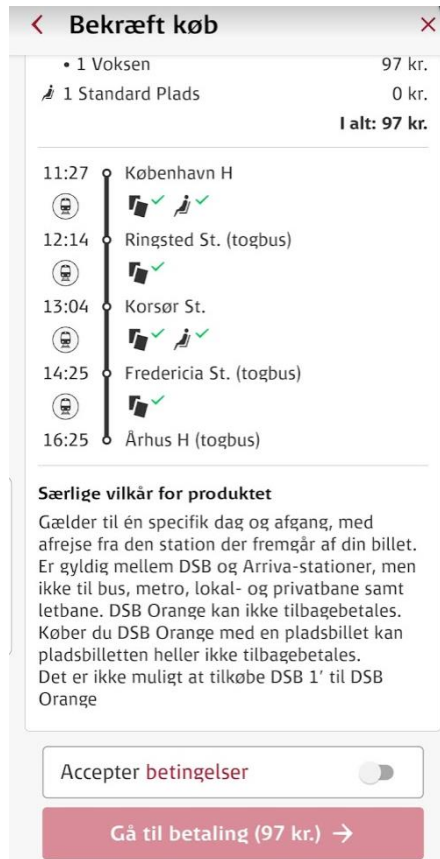 Bekræft køb
• 1 Voksen 97 kr.
1 Standard Plads 0 kr.
I alt: 97 kr.
11:27 København H
12:14 Ringsted St. (togbus)
13:04 Korsør St.
14:25 Fredericia St. (togbus)
16:25 Århus H (togbus)
Særlige vilkår for produktet
Gælder til én specifik dag og afgang, med
afrejse fra den station der fremgår af din billet.
Er gyldig mellem DSB og Arriva-stationer, men
ikke til bus, metro, lokal- og privatbane samt
letbane. DSB Orange kan ikke tilbagebetales.
Køber du DSB Orange med en pladsbillet kan
pladsbilletten heller ikke tilbagebetales.
Det er ikke muligt at tilkøbe DSB 1' til DSB
Orange
Accepter betingelser
Gå til betaling (97 kr.) →